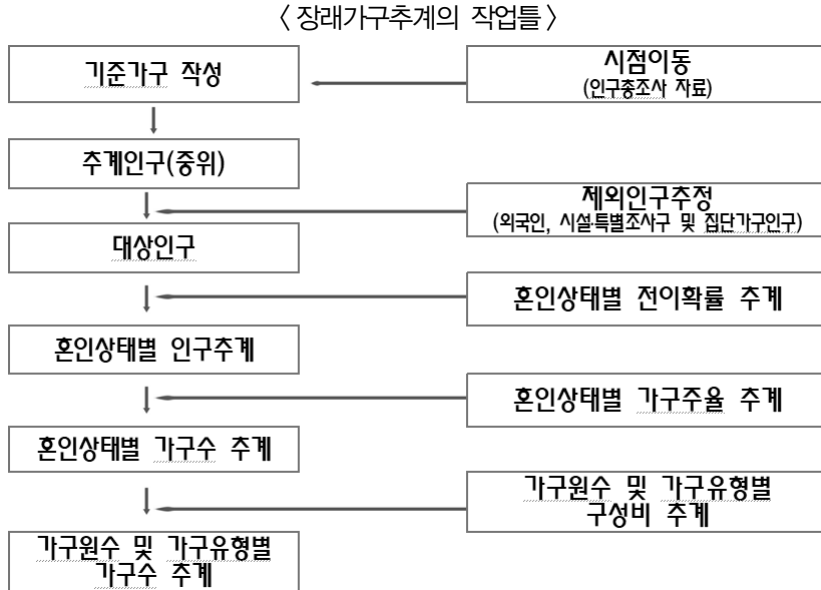 〈 장래가구추계의 작업틀 〉
기준가구 작성
시점이동
(인구총조사 자료)
추계인구(중위)
제외인구추정
(외국인, 시설·특별조사구 및 집단가구인구)
대상인구
혼인상태별 전이확률 추계
혼인상태별 인구추계
혼인상태별 가구주율 추계
혼인상태별 가구수 추계
가구원수 및 가구유형별
구성비 추계
가구원수 및 가구유형별
가구수 추계